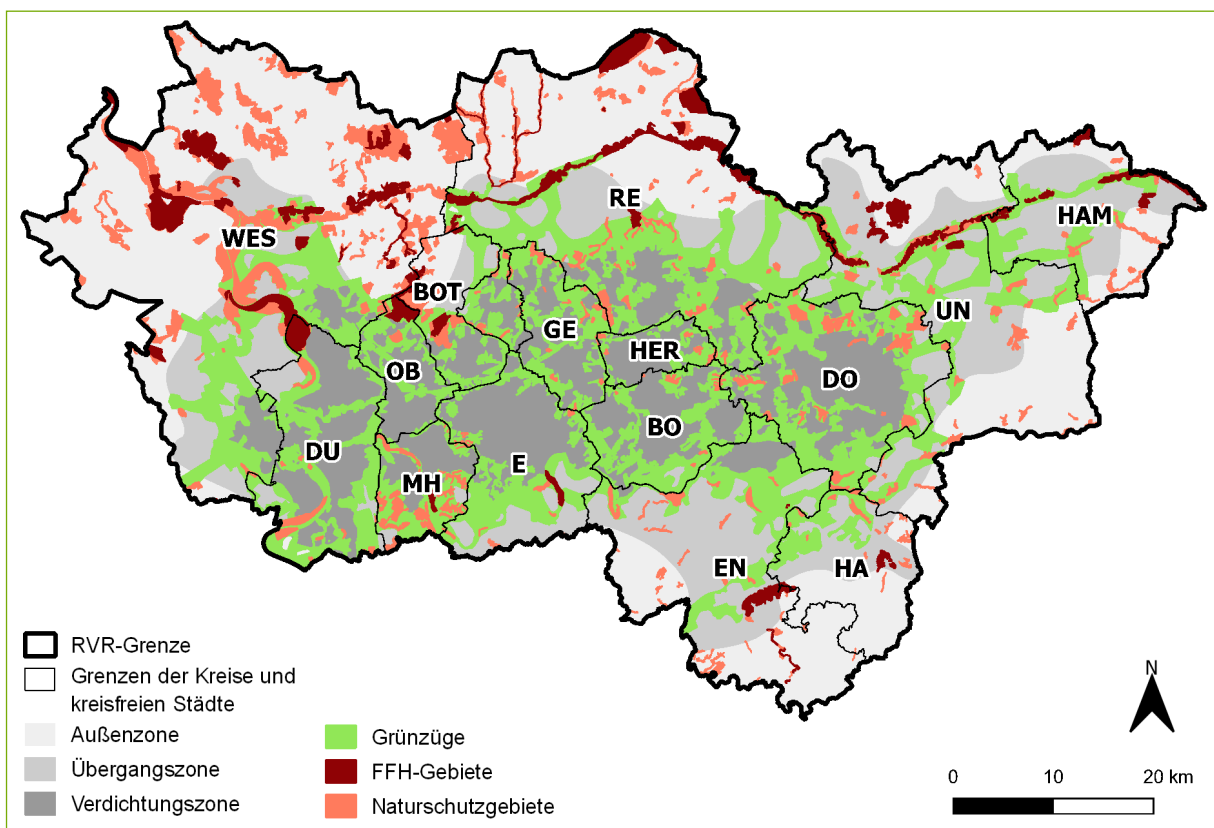 RE
HAM
WES
BOT
UN
GE
HER
OB
DO
BO
DU
E
MH
EN
HA
RVR-Grenze
Grenzen der Kreise und
kreisfreien Städte
Außenzone
Übergangszone
Verdichtungszone
Grünzüge
FFH-Gebiete
Naturschutzgebiete
N
0 10 20 km